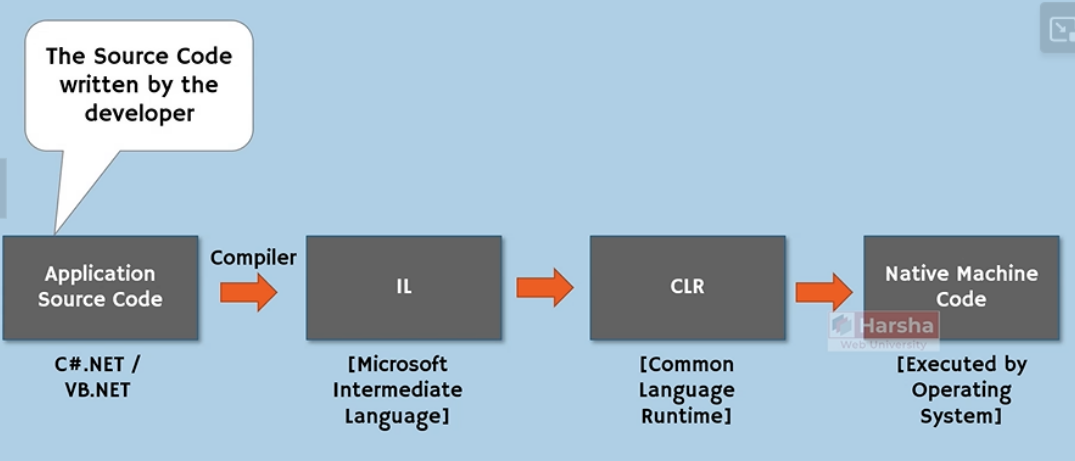 The Source Code
written by the
developer
Compiler
Application
Source Code
IL
CLR
Native Machine
Code
Harsha
Web University
C#.NET /
VB.NET
[Microsoft
Intermediate
Language]
[Common
Language
Runtime]
[Executed by
Operating
System]